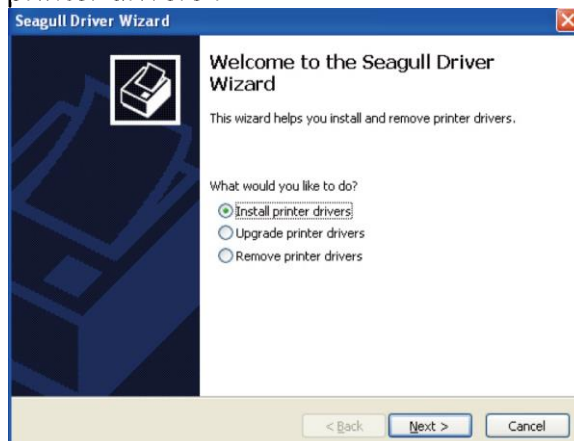 Seagull Driver Wizard
Welcome to the Seagull Driver
Wizard
This wizard helps you install and remove printer drivers.
What would you like to do?
Install printer drivers
Upgrade printer drivers
Remove printer drivers
< Back
Next >
Cancel